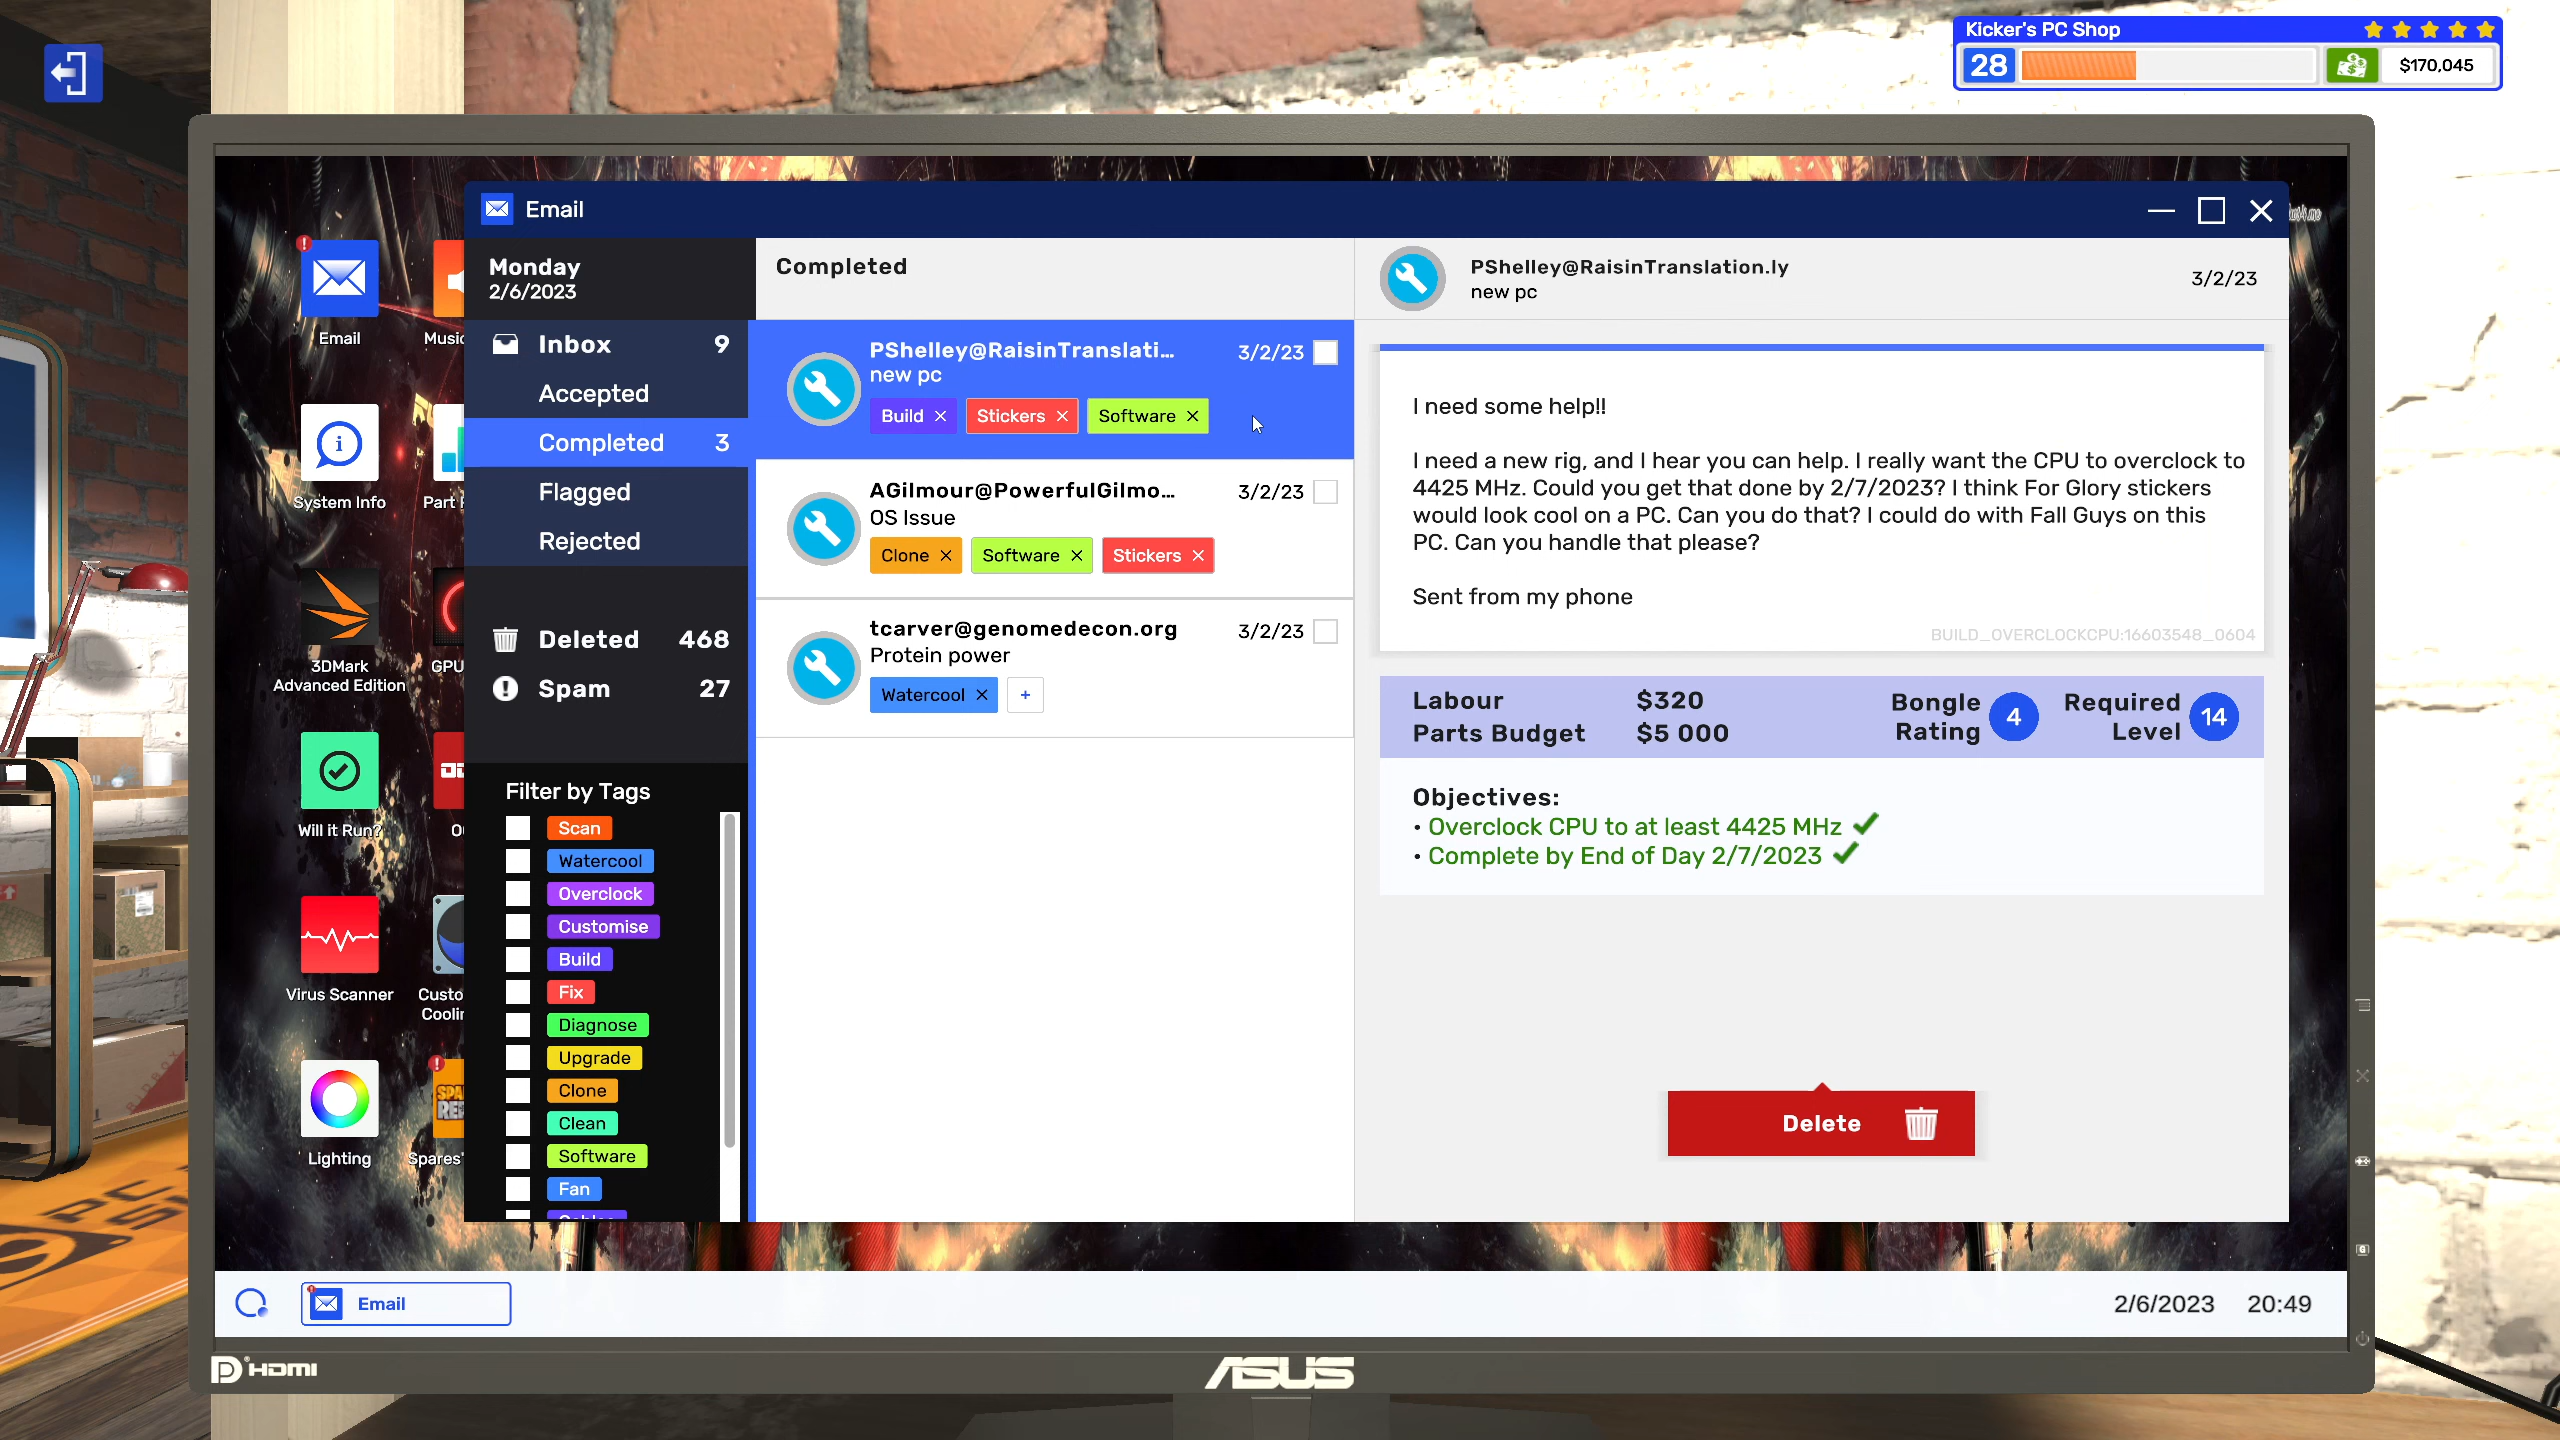 Kicker's PC Shop
28
$170,045
Email
Monday
2/6/2023
Inbox 9
Accepted
Completed 3
Flagged
Rejected
Deleted 468
Spam 27
Filter by Tags
Scan
Watercool
Overclock
Customise
Build
Fix
Diagnose
Upgrade
Clone
Clean
Software
Fan
Completed
PShelley@RaisinTranslati... 3/2/23
new pc
Build × Stickers × Software ×
AGilmour@PowerfulGilmo... 3/2/23
OS Issue
Clone × Software × Stickers ×
tcarver@genomedecon.org 3/2/23
Protein power
Watercool × +
PShelley@RaisinTranslation.ly
new pc
3/2/23
I need some help!!
I need a new rig, and I hear you can help. I really want the CPU to overclock to
4425 MHz. Could you get that done by 2/7/2023? I think For Glory stickers
would look cool on a PC. Can you do that? I could do with Fall Guys on this
PC. Can you handle that please?
Sent from my phone
BUILD_OVERCLOCKCPU:16603548_0604
Labour $320
Parts Budget $5 000
Bongle Rating 4
Required Level 14
Objectives:
• Overclock CPU to at least 4425 MHz
• Complete by End of Day 2/7/2023
Delete
Email
Music
System Info
Part
3DMark
Advanced Edition
GPU
Will it Run?
Virus Scanner
Custo
Coolin
Lighting
Spares'
Email
2/6/2023 20:49
HDMI
ASUS